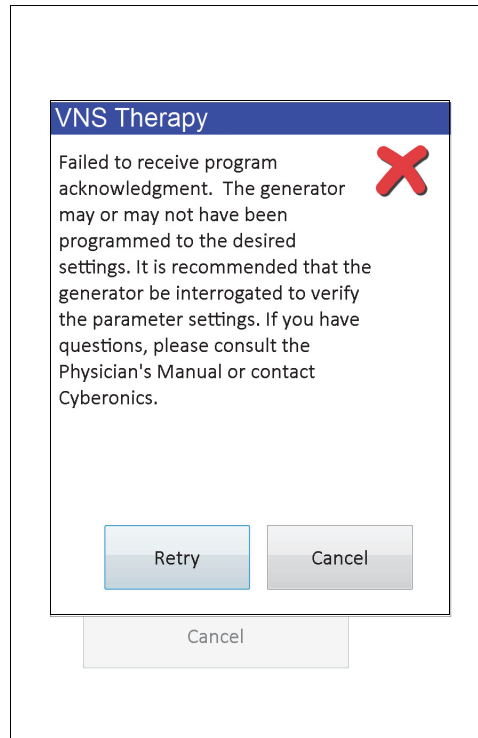 VNS Therapy
Failed to receive program
acknowledgment.  The generator
may or may not have been
programmed to the desired
settings. It is recommended that the
generator be interrogated to verify
the parameter settings. If you have
questions, please consult the
Physician's Manual or contact
Cyberonics.
Retry
Cancel
Cancel